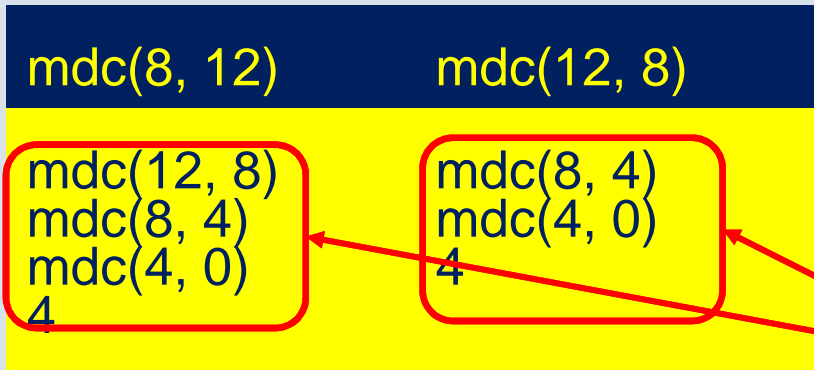 mdc(8, 12)
mdc(12, 8)
mdc(12, 8)
mdc(8, 4)
mdc(4, 0)
4
mdc(8, 4)
mdc(4, 0)
4